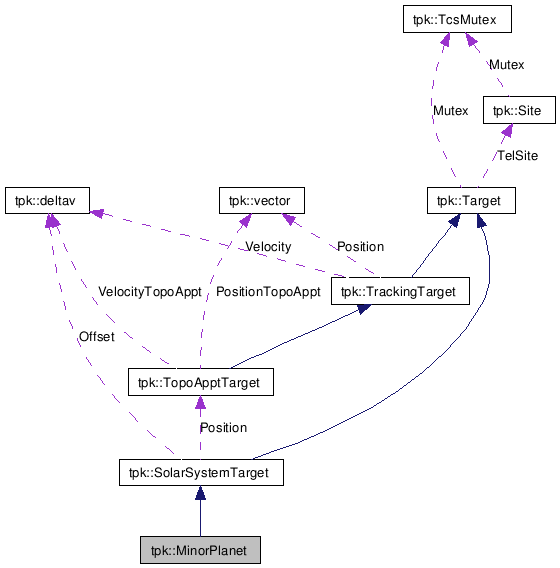 tpk::TcsMutex
Mutex
tpk::Site
Mutex
TelSite
tpk::deltav
tpk::vector
tpk::Target
Velocity
Position
VelocityTopoAppt
PositionTopoAppt
tpk::TrackingTarget
Offset
tpk::TopoApptTarget
Position
tpk::SolarSystemTarget
tpk::MinorPlanet